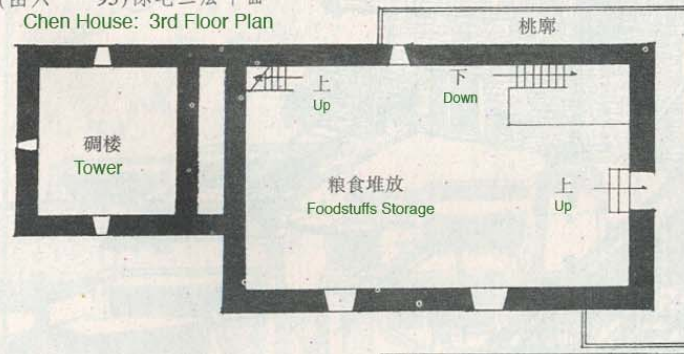 Chen House: 3rd Floor Plan
桃廓
上
Up
下
Down
碉楼
Tower
粮食堆放
Foodstuffs Storage
上
Up